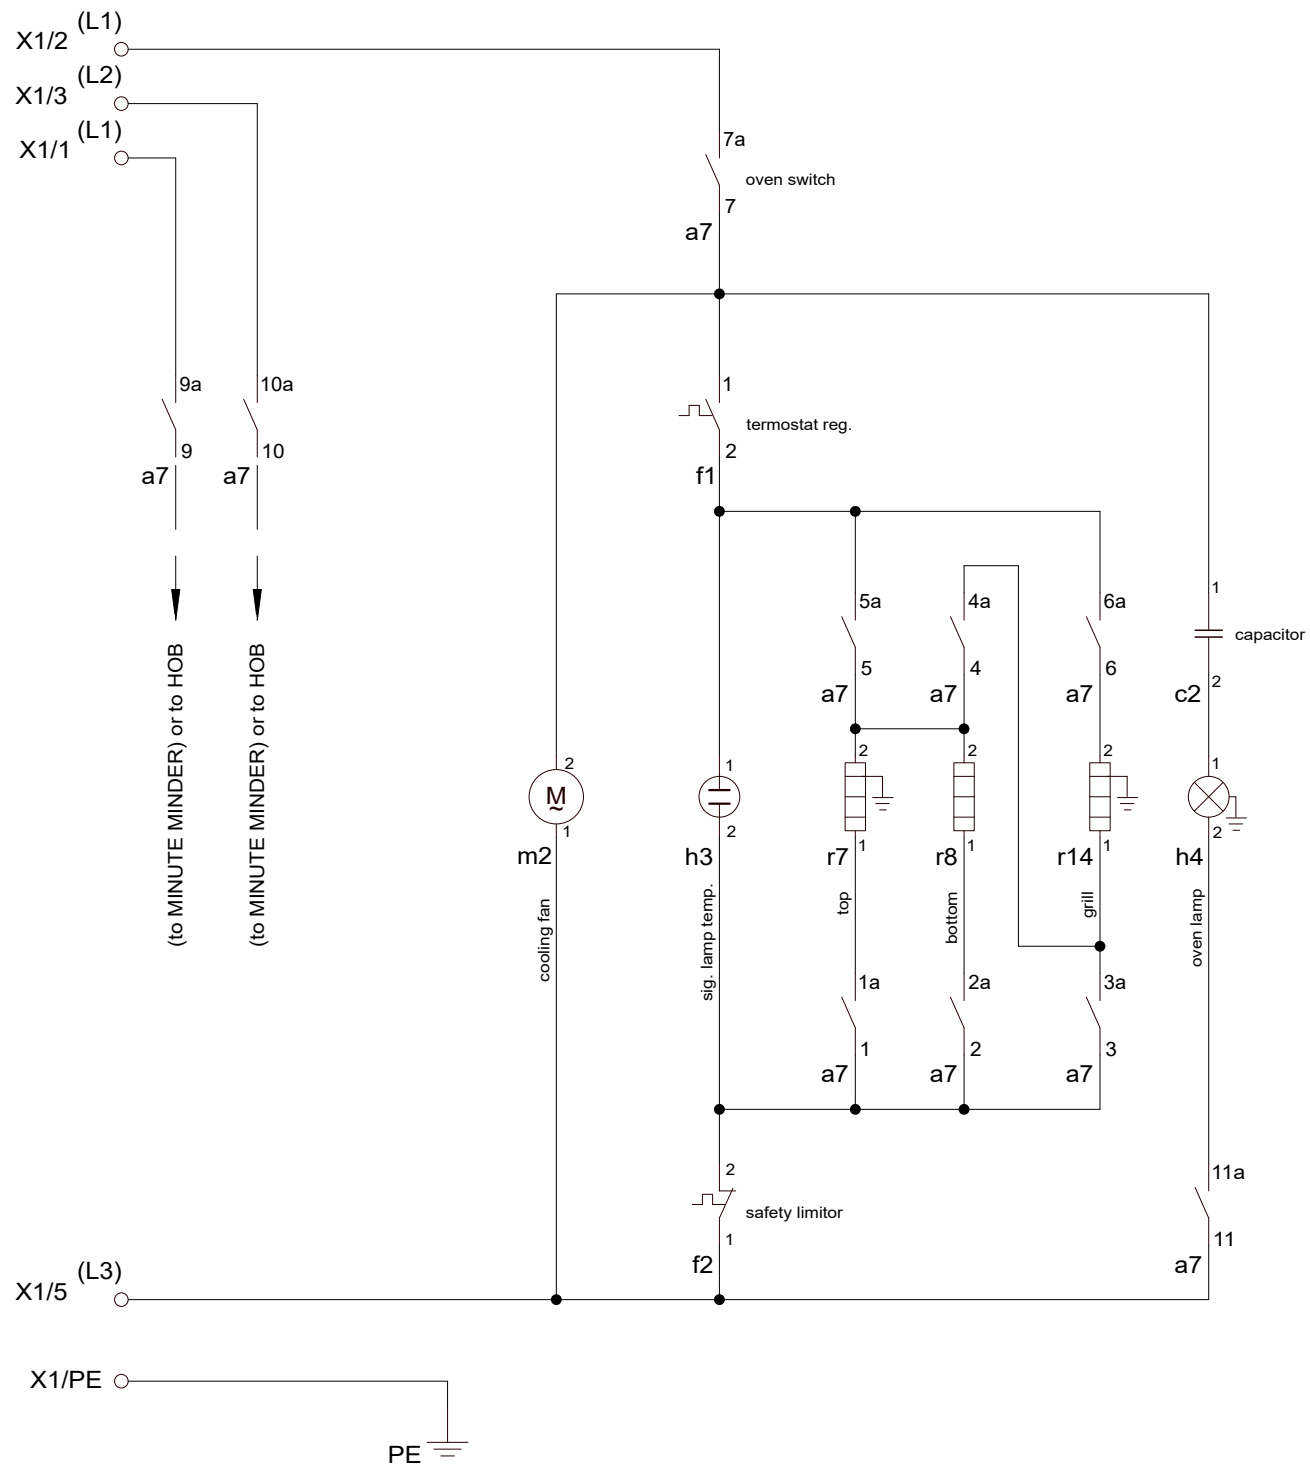 (L1)
X1/2
(L2)
X1/3
(L1)
X1/1
7a
oven switch
7
a7
9a
10a
1
termostat reg.
9
10
2
a7
a7
f1
1
5a
4a
6a
capacitor
5
4
6
2
a7
a7
a7
c2
(to MINUTE MINDER) or to HOB
(to MINUTE MINDER) or to HOB
2
1
2
2
2
1
M
~
1
2
1
1
1
2
m2
h3
r7
r8
r14
h4
cooling fan
sig. lamp temp.
top
bottom
grill
oven lamp
1a
2a
3a
1
2
3
a7
a7
a7
2
11a
safety limitor
1
11
f2
a7
(L3)
X1/5
X1/PE
PE